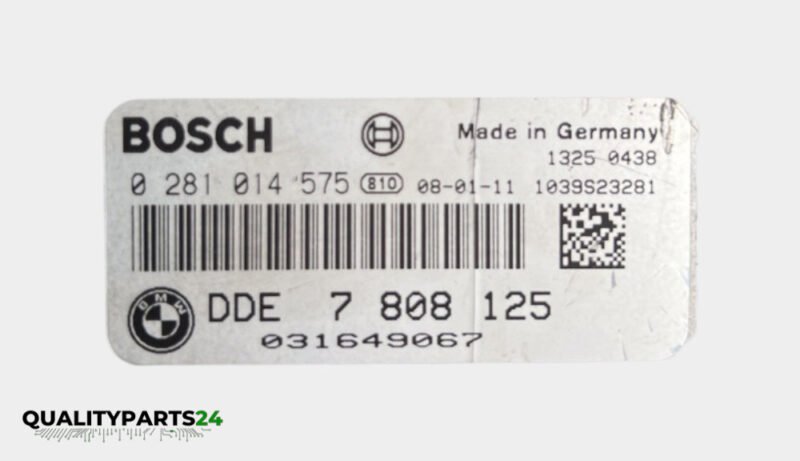 BOSCH
Made in Germany
1325 0438
0 281 014 575 810 08-01-11 1039S23281
BMW
DDE 7 808 125
031649067
QUALITYPARTS24